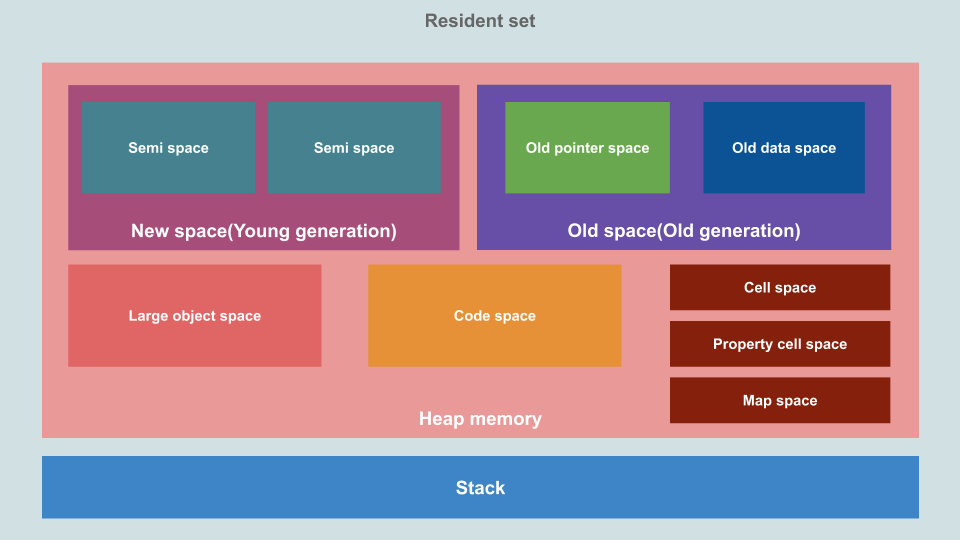 Resident set
Semi space
Semi space
Old pointer space
Old data space
New space(Young generation)
Old space(Old generation)
Large object space
Code space
Cell space
Property cell space
Map space
Heap memory
Stack